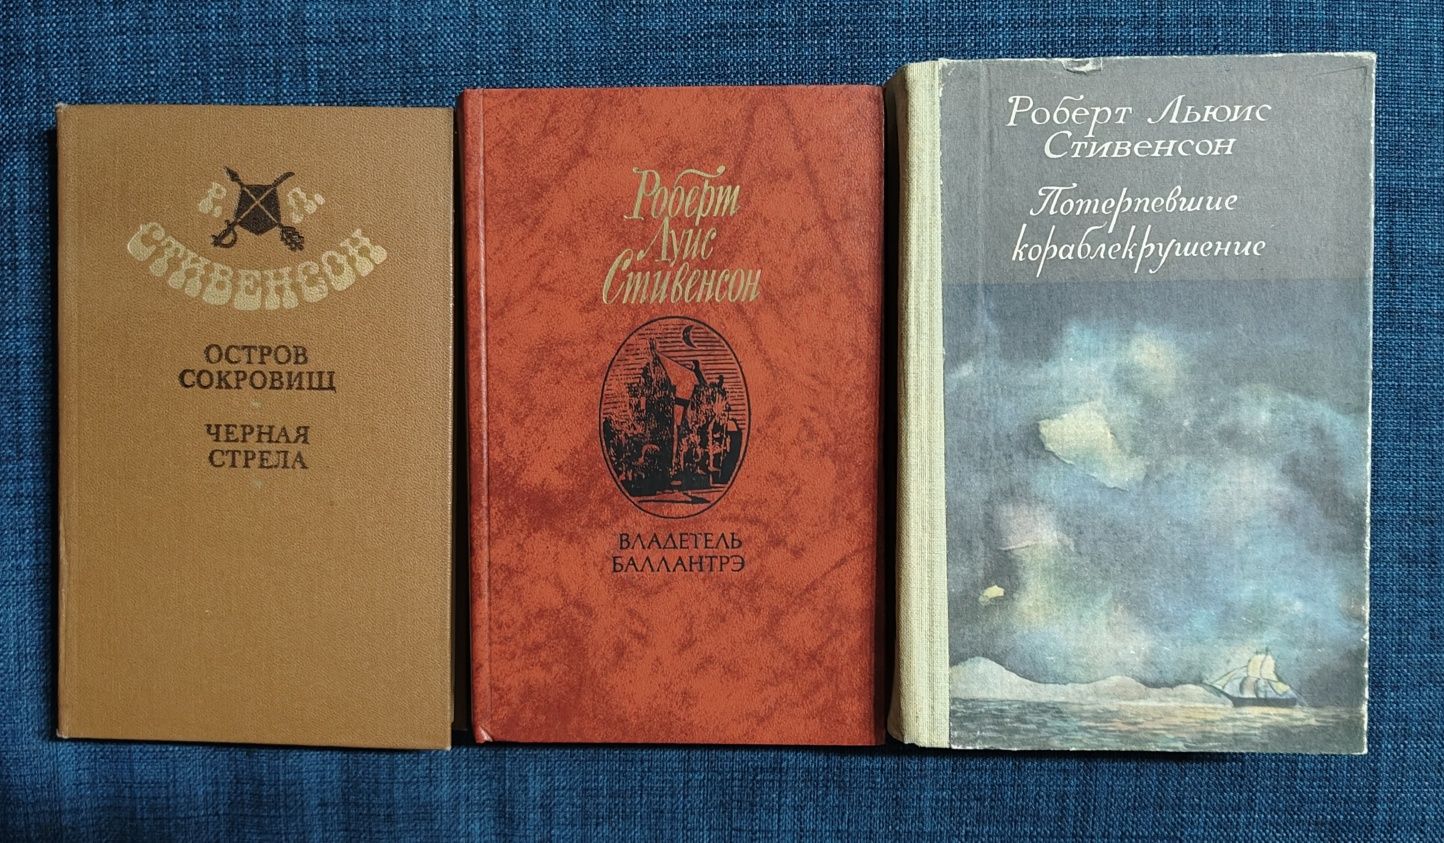 Р. Л.
СТИВЕНСОН
ОСТРОВ
СОКРОВИЩ
ЧЕРНАЯ
СТРЕЛА
Роберт
Луис
Стивенсон
ВЛАДЕТЕЛЬ
БАЛЛАНТРЭ
Роберт Льюис
Стивенсон
Потерпевшие
кораблекрушение